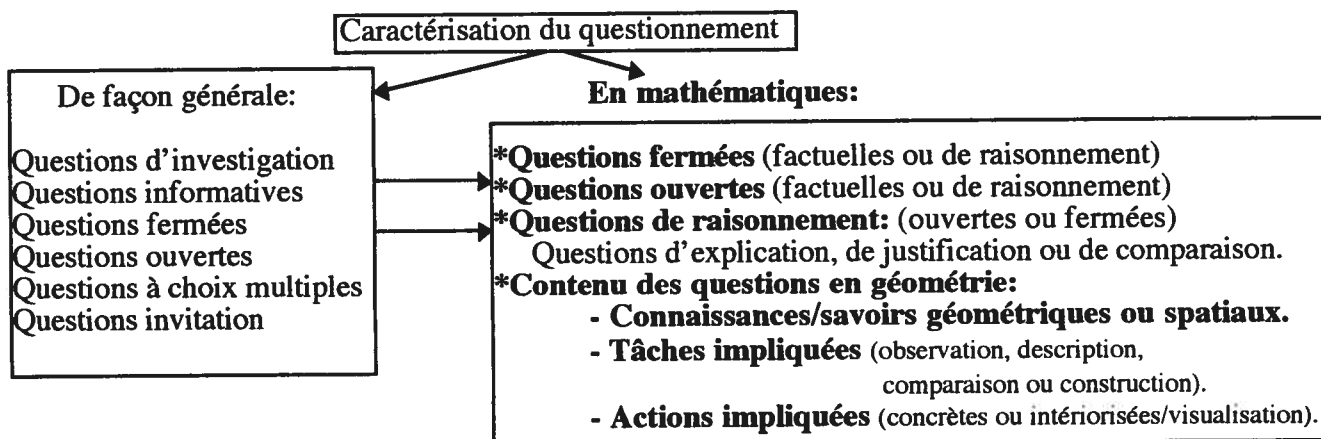 Caractérisation du questionnement
De façon générale:
Questions d'investigation
Questions informatives
Questions fermées
Questions ouvertes
Questions à choix multiples
Questions invitation
En mathématiques:
*Questions fermées (factuelles ou de raisonnement)
*Questions ouvertes (factuelles ou de raisonnement)
*Questions de raisonnement: (ouvertes ou fermées)
Questions d'explication, de justification ou de comparaison.
*Contenu des questions en géométrie:
- Connaissances/savoirs géométriques ou spatiaux.
- Tâches impliquées (observation, description,
comparaison ou construction).
- Actions impliquées (concrètes ou intériorisées/visualisation).